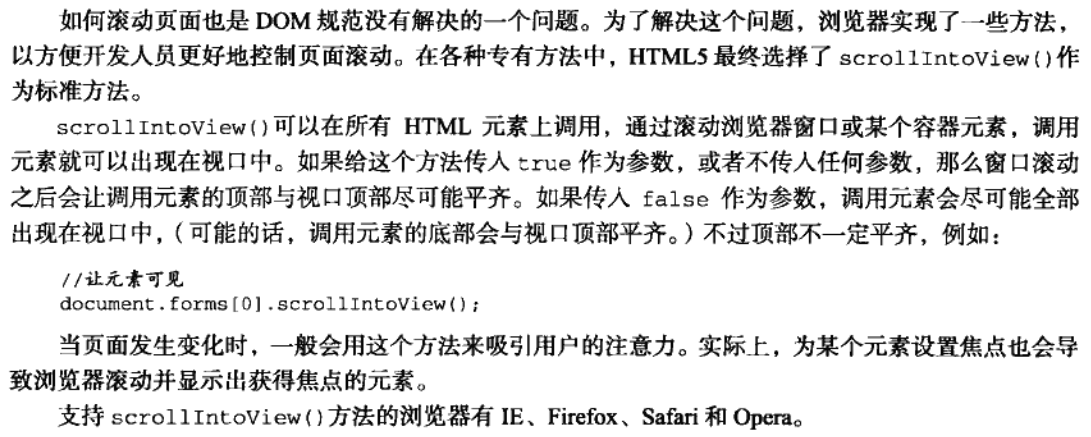 如何滚动页面也是 DOM 规范没有解决的一个问题。为了解决这个问题，浏览器实现了一些方法，
以方便开发人员更好地控制页面滚动。在各种专有方法中，HTML5 最终选择了 scrollIntoView()作
为标准方法。
scrollIntoView()可以在所有 HTML 元素上调用，通过滚动浏览器窗口或某个容器元素，调用
元素就可以出现在视口中。如果给这个方法传入 true 作为参数，或者不传入任何参数，那么窗口滚动
之后会让调用元素的顶部与视口顶部尽可能平齐。如果传入 false 作为参数，调用元素会尽可能全部
出现在视口中，（可能的话，调用元素的底部会与视口顶部平齐。）不过顶部不一定平齐，例如：
//让元素可见
document.forms[0].scrollIntoView();
当页面发生变化时，一般会用这个方法来吸引用户的注意力。实际上，为某个元素设置焦点也会导
致浏览器滚动并显示出获得焦点的元素。
支持 scrollIntoView()方法的浏览器有 IE、Firefox、Safari 和 Opera。